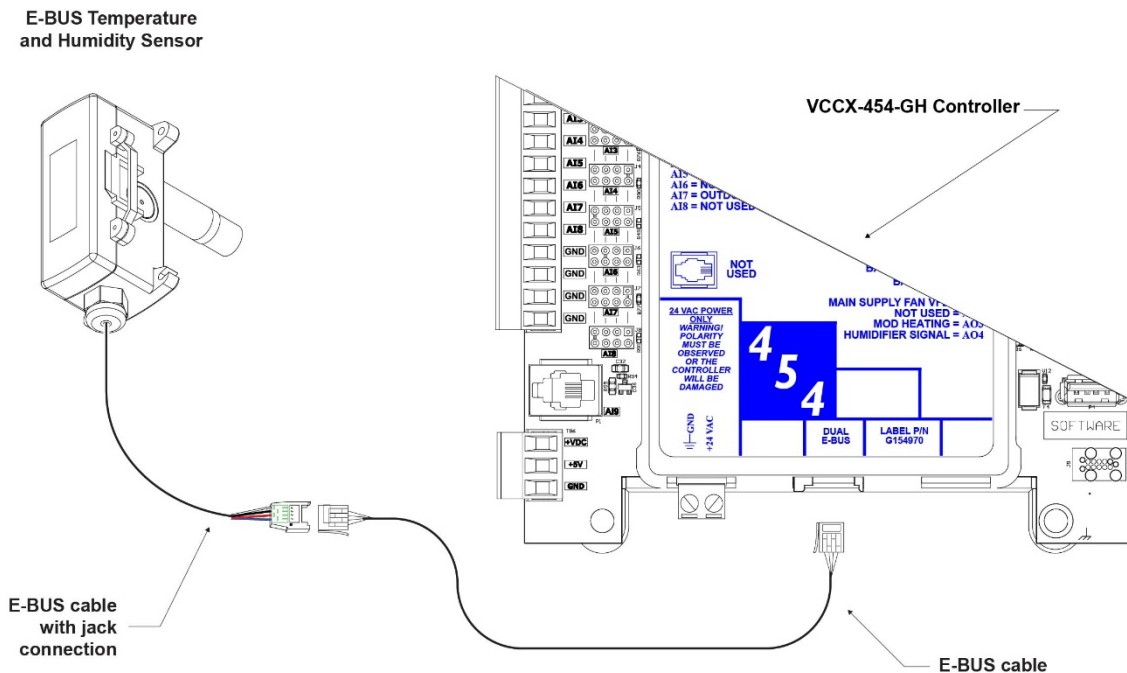 E-BUS Temperature
and Humidity Sensor
VCCX-454-GH Controller
AI4
AI5
AI6
AI7
AI8
GND
GND
GND
GND
AI3
AI4
AI5
AI6
AI7
AI8
AI9
TB6
+VDC
+5V
GND
AI6 = N
AI7 = OUTD
AI8 = NOT USED
NOT
USED
MAIN SUPPLY FAN VF
NOT USED =
MOD HEATING = AO3
HUMIDIFIER SIGNAL = AO4
24 VAC POWER
ONLY
WARNING!
POLARITY
MUST BE
OBSERVED
OR THE
CONTROLLER
WILL BE
DAMAGED
454
GND
+24 VAC
DUAL
E-BUS
LABEL P/N
G154970
SOFTWARE
E-BUS cable
with jack
connection
E-BUS cable